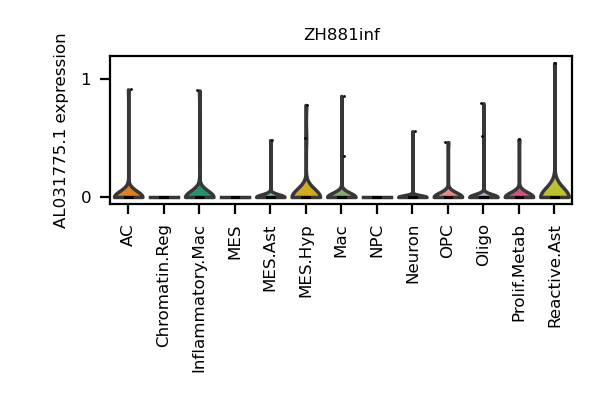 ZH881inf
AL031775.1 expression
1
0
AC
Chromatin.Reg
Inflammatory.Mac
MES
MES.Ast
MES.Hyp
Mac
NPC
Neuron
OPC
Oligo
Prolif.Metab
Reactive.Ast